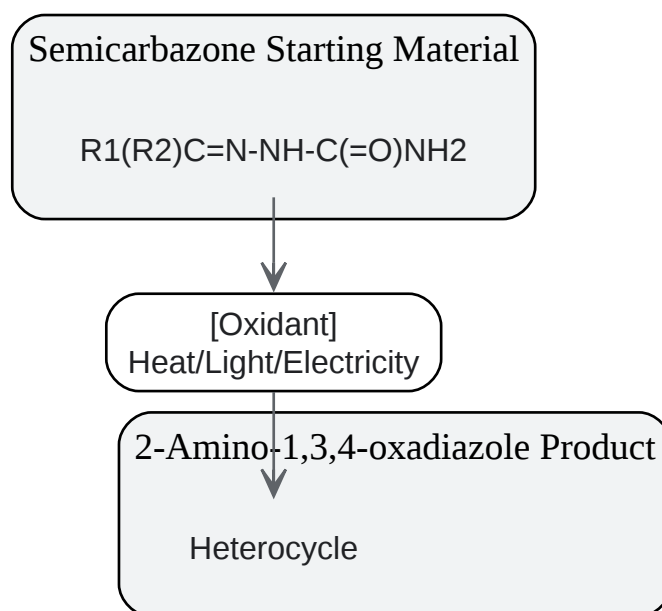 Semicarbazone Starting Material
R1(R2)C=N-NH-C(=O)NH2
[Oxidant]
Heat/Light/Electricity
2-Amino-1,3,4-oxadiazole Product
Heterocycle